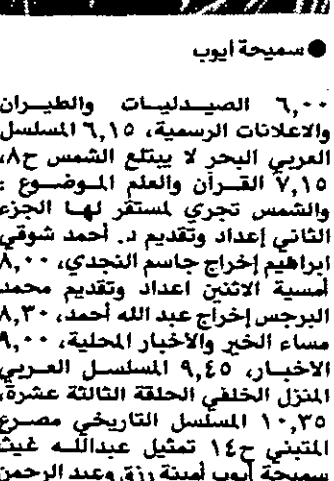 ● سميحة أيوب
٦,٠٠ الصيدليات والطيران
والاعلانات الرسمية، ٦,١٥ المسلسل
العربي البحر لا يبتلع الشمس ح٨،
٧,١٥ القرآن والعلم الموضوع :
والشمس تجري لمستقر لها الجزء
الثاني إعداد وتقديم د. أحمد شوقي
ابراهيم إخراج جاسم النجدي، ٨,٠٠
أمسية الاثنين اعداد وتقديم محمد
البرجس إخراج عبد الله أحمد، ٨,٣٠
مساء الخير والاخبار المحلية، ٩,٠٠
الاخبار، ٩,٤٥ المسلسل العربي
المنزل الخلفي الحلقة الثالثة عشرة،
١٠,٣٥ المسلسل التاريخي مصرع
المتنبي ح١٤ تمثيل عبدالله غيث
سميحة أيوب أمينة رزق وعبد الرحمن